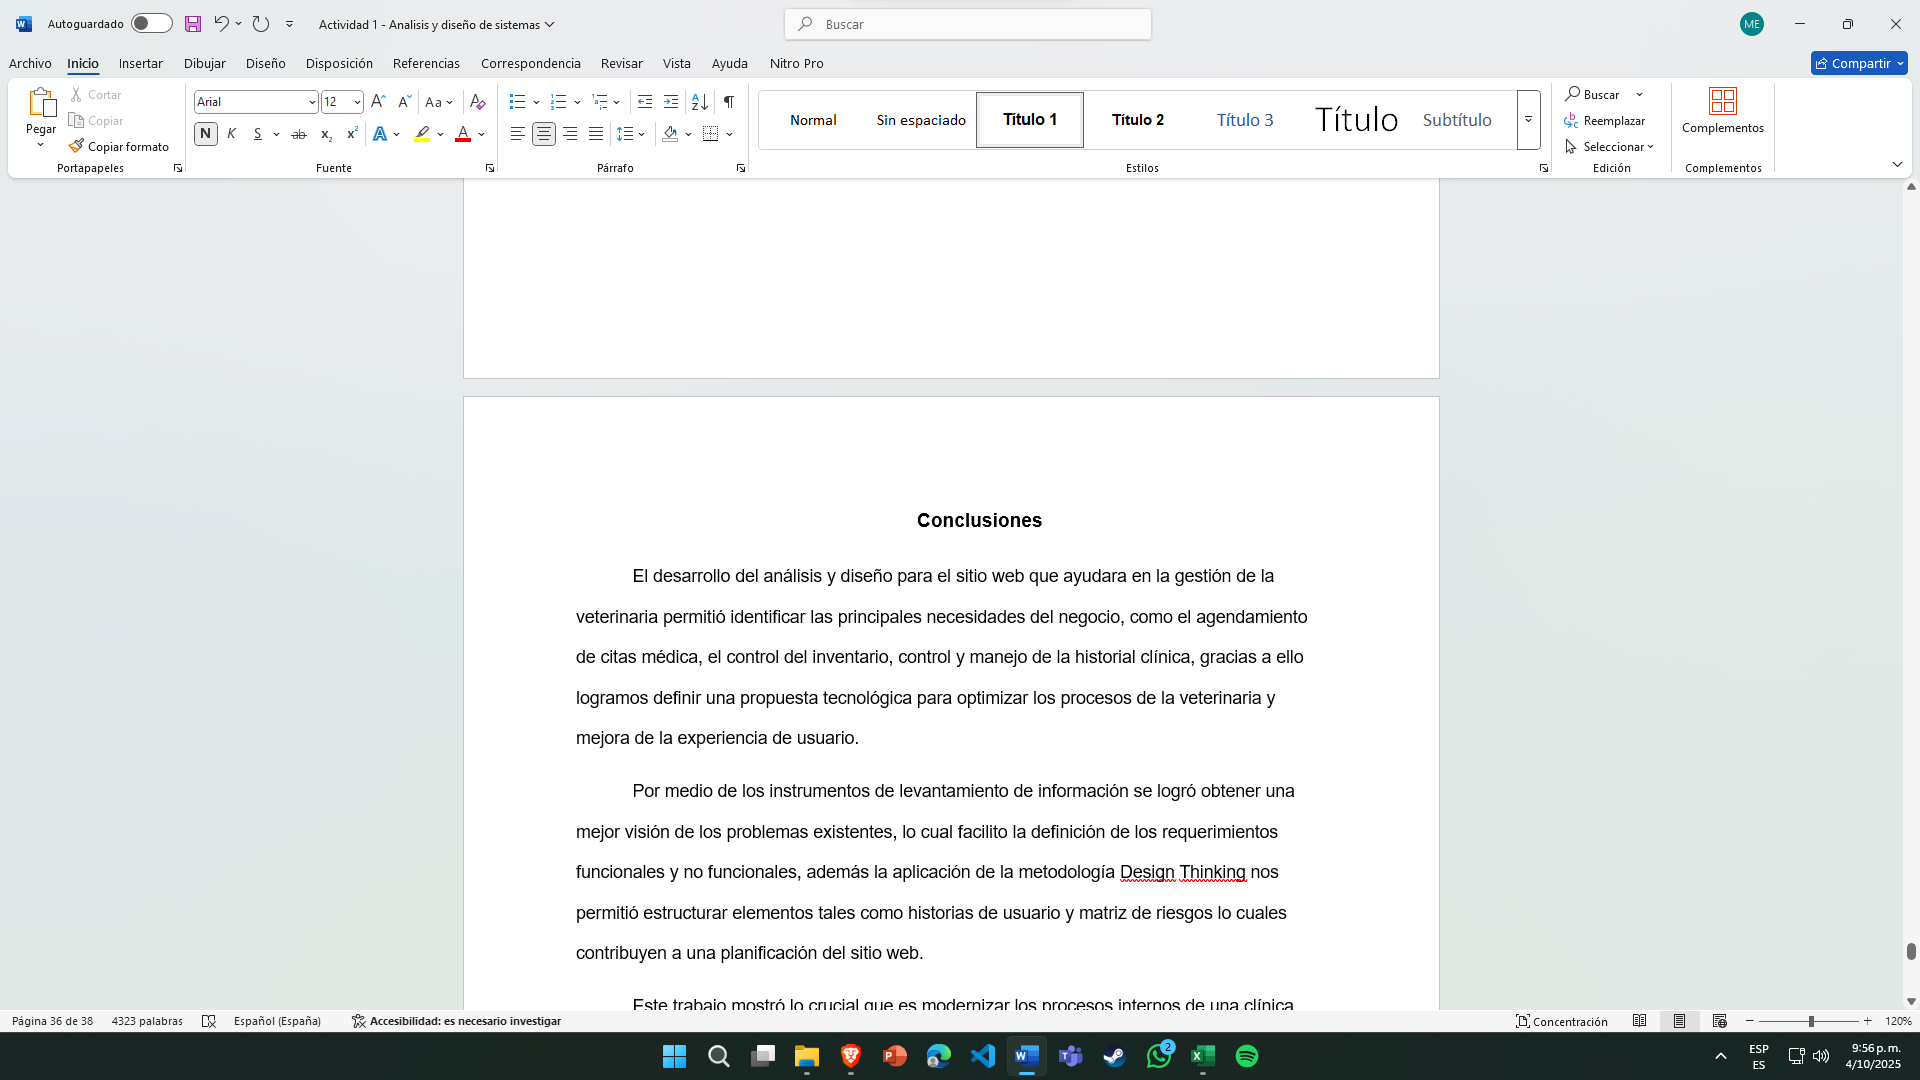 Autoguardado
Actividad 1 - Analisis y diseño de sistemas
Buscar
ME
Archivo Inicio Insertar Dibujar Diseño Disposición Referencias Correspondencia Revisar Vista Ayuda Nitro Pro
Compartir
Pegar
Cortar
Copiar
Copiar formato
Portapapeles
Arial 12
Fuente
Párrafo
Normal Sin espaciado Título 1 Título 2 Título 3 Título Subtítulo
Estilos
Buscar
Reemplazar
Seleccionar
Edición
Complementos
Complementos
Conclusiones
El desarrollo del análisis y diseño para el sitio web que ayudara en la gestión de la
veterinaria permitió identificar las principales necesidades del negocio, como el agendamiento
de citas médica, el control del inventario, control y manejo de la historial clínica, gracias a ello
logramos definir una propuesta tecnológica para optimizar los procesos de la veterinaria y
mejora de la experiencia de usuario.
Por medio de los instrumentos de levantamiento de información se logró obtener una
mejor visión de los problemas existentes, lo cual facilito la definición de los requerimientos
funcionales y no funcionales, además la aplicación de la metodología Design Thinking nos
permitió estructurar elementos tales como historias de usuario y matriz de riesgos lo cuales
contribuyen a una planificación del sitio web.
Este trabajo mostró lo crucial que es modernizar los procesos internos de una clínica
Página 36 de 38 4323 palabras Español (España) Accesibilidad: es necesario investigar
Concentración 120%
2
ESP
ES
9:56 p. m.
4/10/2025